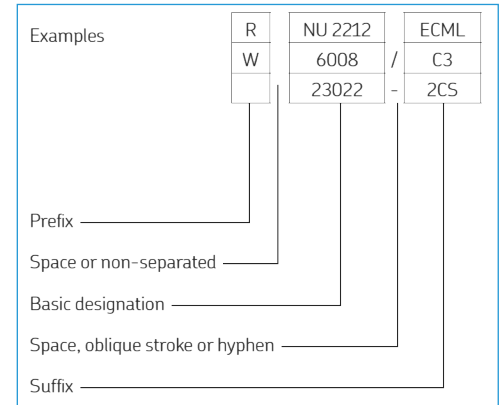 Examples R NU 2212 ECML
W 6008 / C3
23022 - 2CS
Prefix
Space or non-separated
Basic designation
Space, oblique stroke or hyphen
Suffix